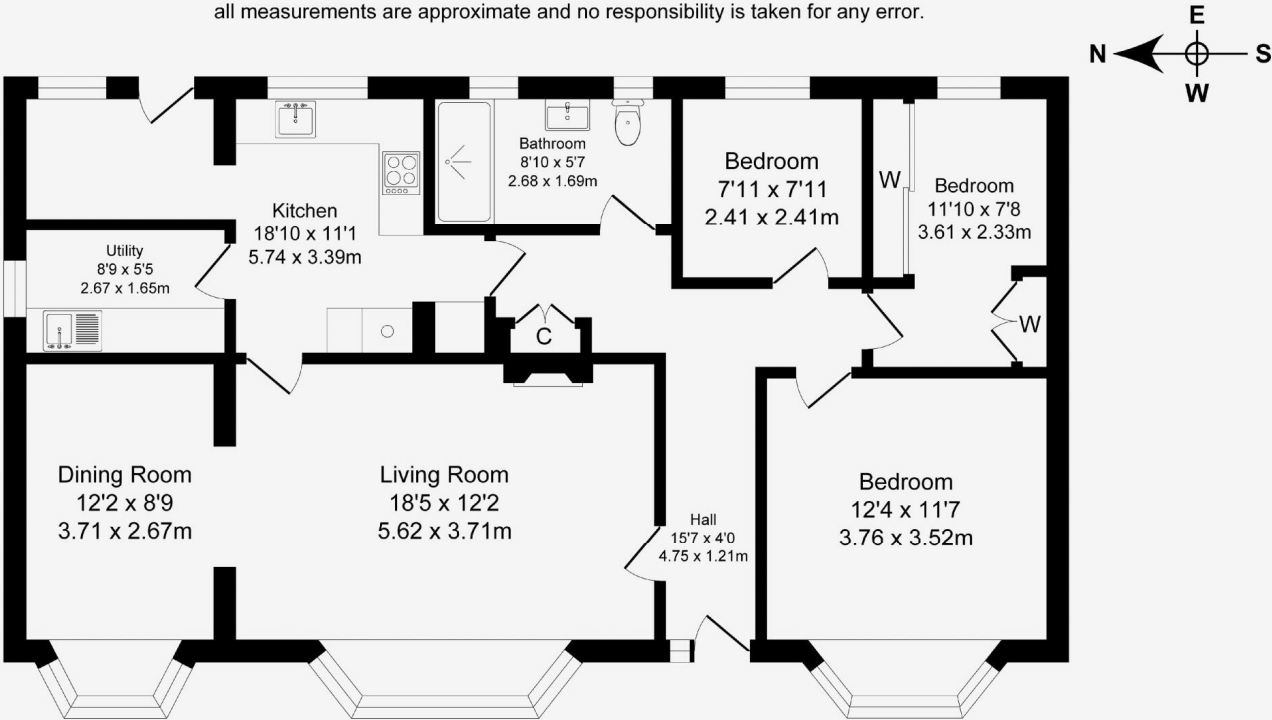 all measurements are approximate and no responsibility is taken for any error.
E
N
S
W
Bathroom
8'10 x 5'7
2.68 x 1.69m
Bedroom
7'11 x 7'11
2.41 x 2.41m
W
Bedroom
11'10 x 7'8
3.61 x 2.33m
Kitchen
18'10 x 11'1
5.74 x 3.39m
Utility
8'9 x 5'5
2.67 x 1.65m
C
W
Dining Room
12'2 x 8'9
3.71 x 2.67m
Living Room
18'5 x 12'2
5.62 x 3.71m
Hall
15'7 x 4'0
4.75 x 1.21m
Bedroom
12'4 x 11'7
3.76 x 3.52m